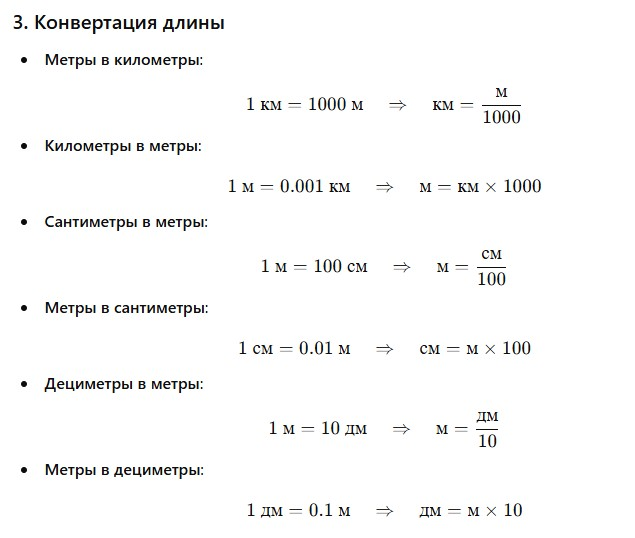 3. Конвертация длины
• Метры в километры:
1 км = 1000 м ⇒ км = м/1000
• Километры в метры:
1 м = 0.001 км ⇒ м = км × 1000
• Сантиметры в метры:
1 м = 100 см ⇒ м = см/100
• Метры в сантиметры:
1 см = 0.01 м ⇒ см = м × 100
• Дециметры в метры:
1 м = 10 дм ⇒ м = дм/10
• Метры в дециметры:
1 дм = 0.1 м ⇒ дм = м × 10